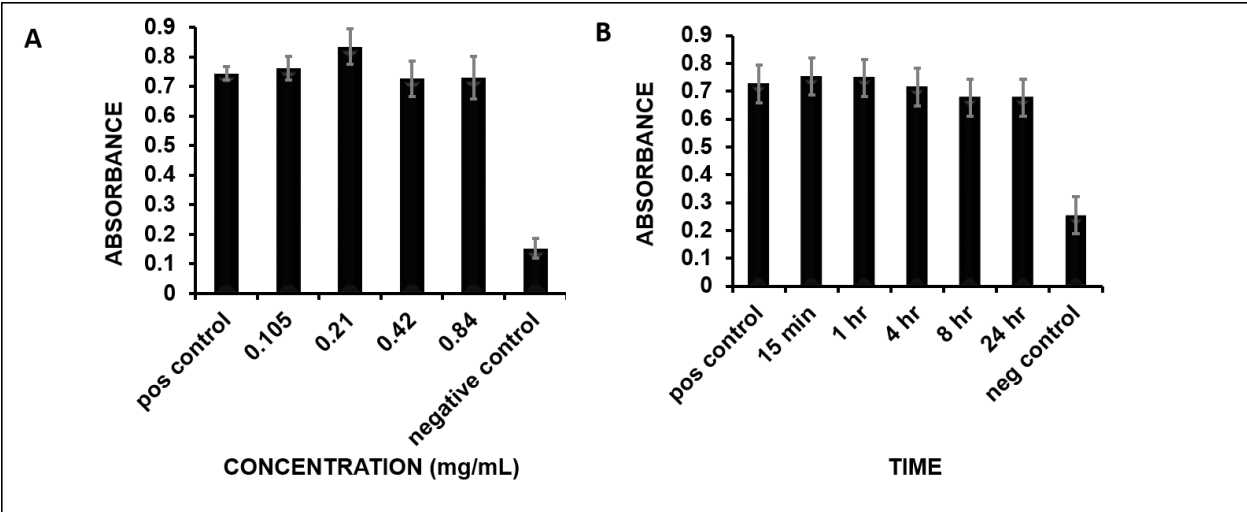 A
ABSORBANCE
0.9
0.8
0.7
0.6
0.5
0.4
0.3
0.2
0.1
0
pos control
0.105
0.21
0.42
0.84
negative control
CONCENTRATION (mg/mL)
B
ABSORBANCE
0.9
0.8
0.7
0.6
0.5
0.4
0.3
0.2
0.1
0
pos control
15 min
1 hr
4 hr
8 hr
24 hr
neg control
TIME